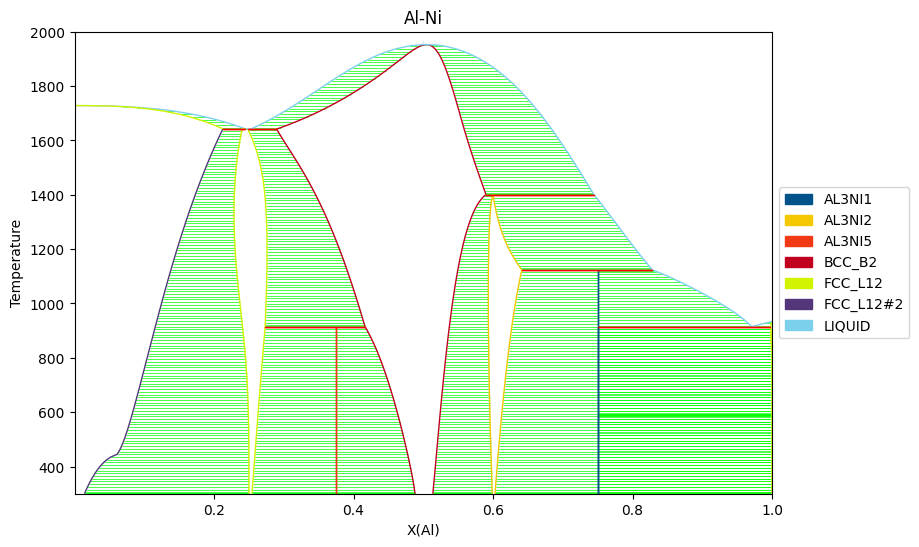 Al-Ni
2000
1800
1600
1400
1200
1000
800
600
400
Temperature
0.2
0.4
0.6
0.8
1.0
X(Al)
AL3NI1
AL3NI2
AL3NI5
BCC_B2
FCC_L12
FCC_L12#2
LIQUID